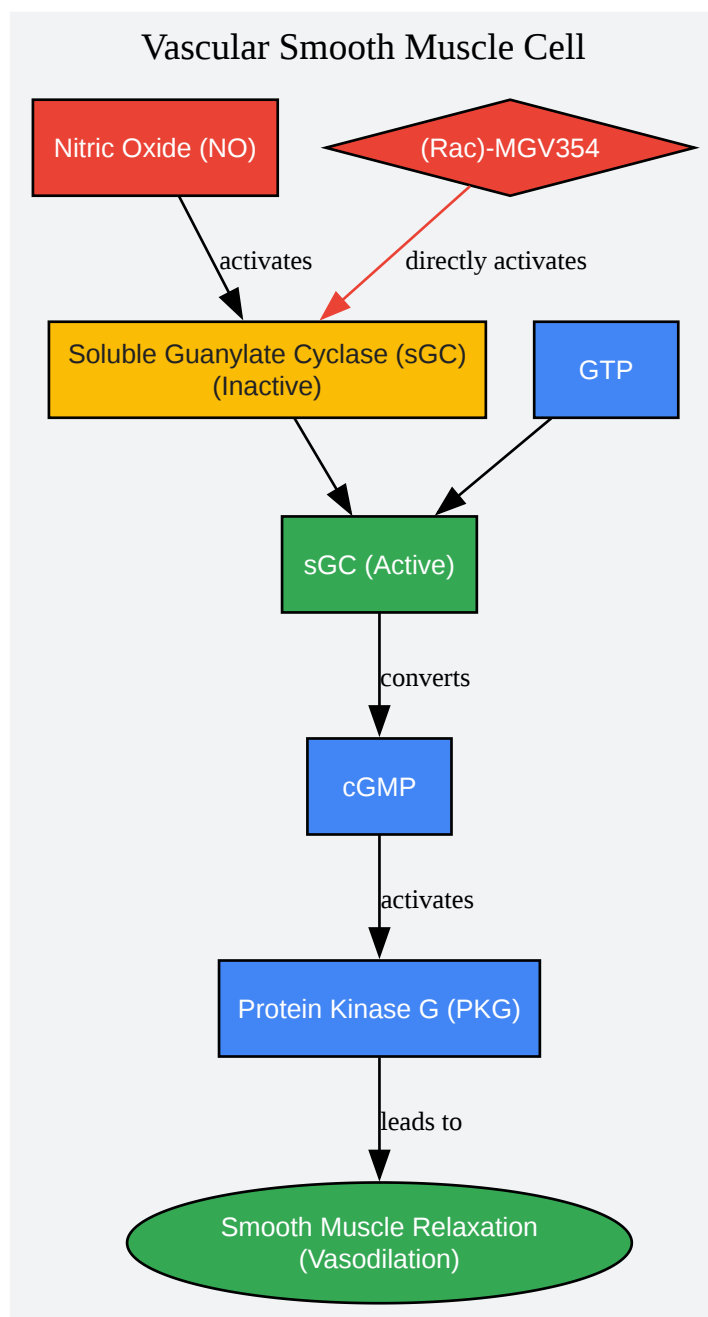 Vascular Smooth Muscle Cell
Nitric Oxide (NO)
(Rac)-MGV354
activates
directly activates
Soluble Guanylate Cyclase (sGC)
(Inactive)
GTP
sGC (Active)
converts
cGMP
activates
Protein Kinase G (PKG)
leads to
Smooth Muscle Relaxation
(Vasodilation)